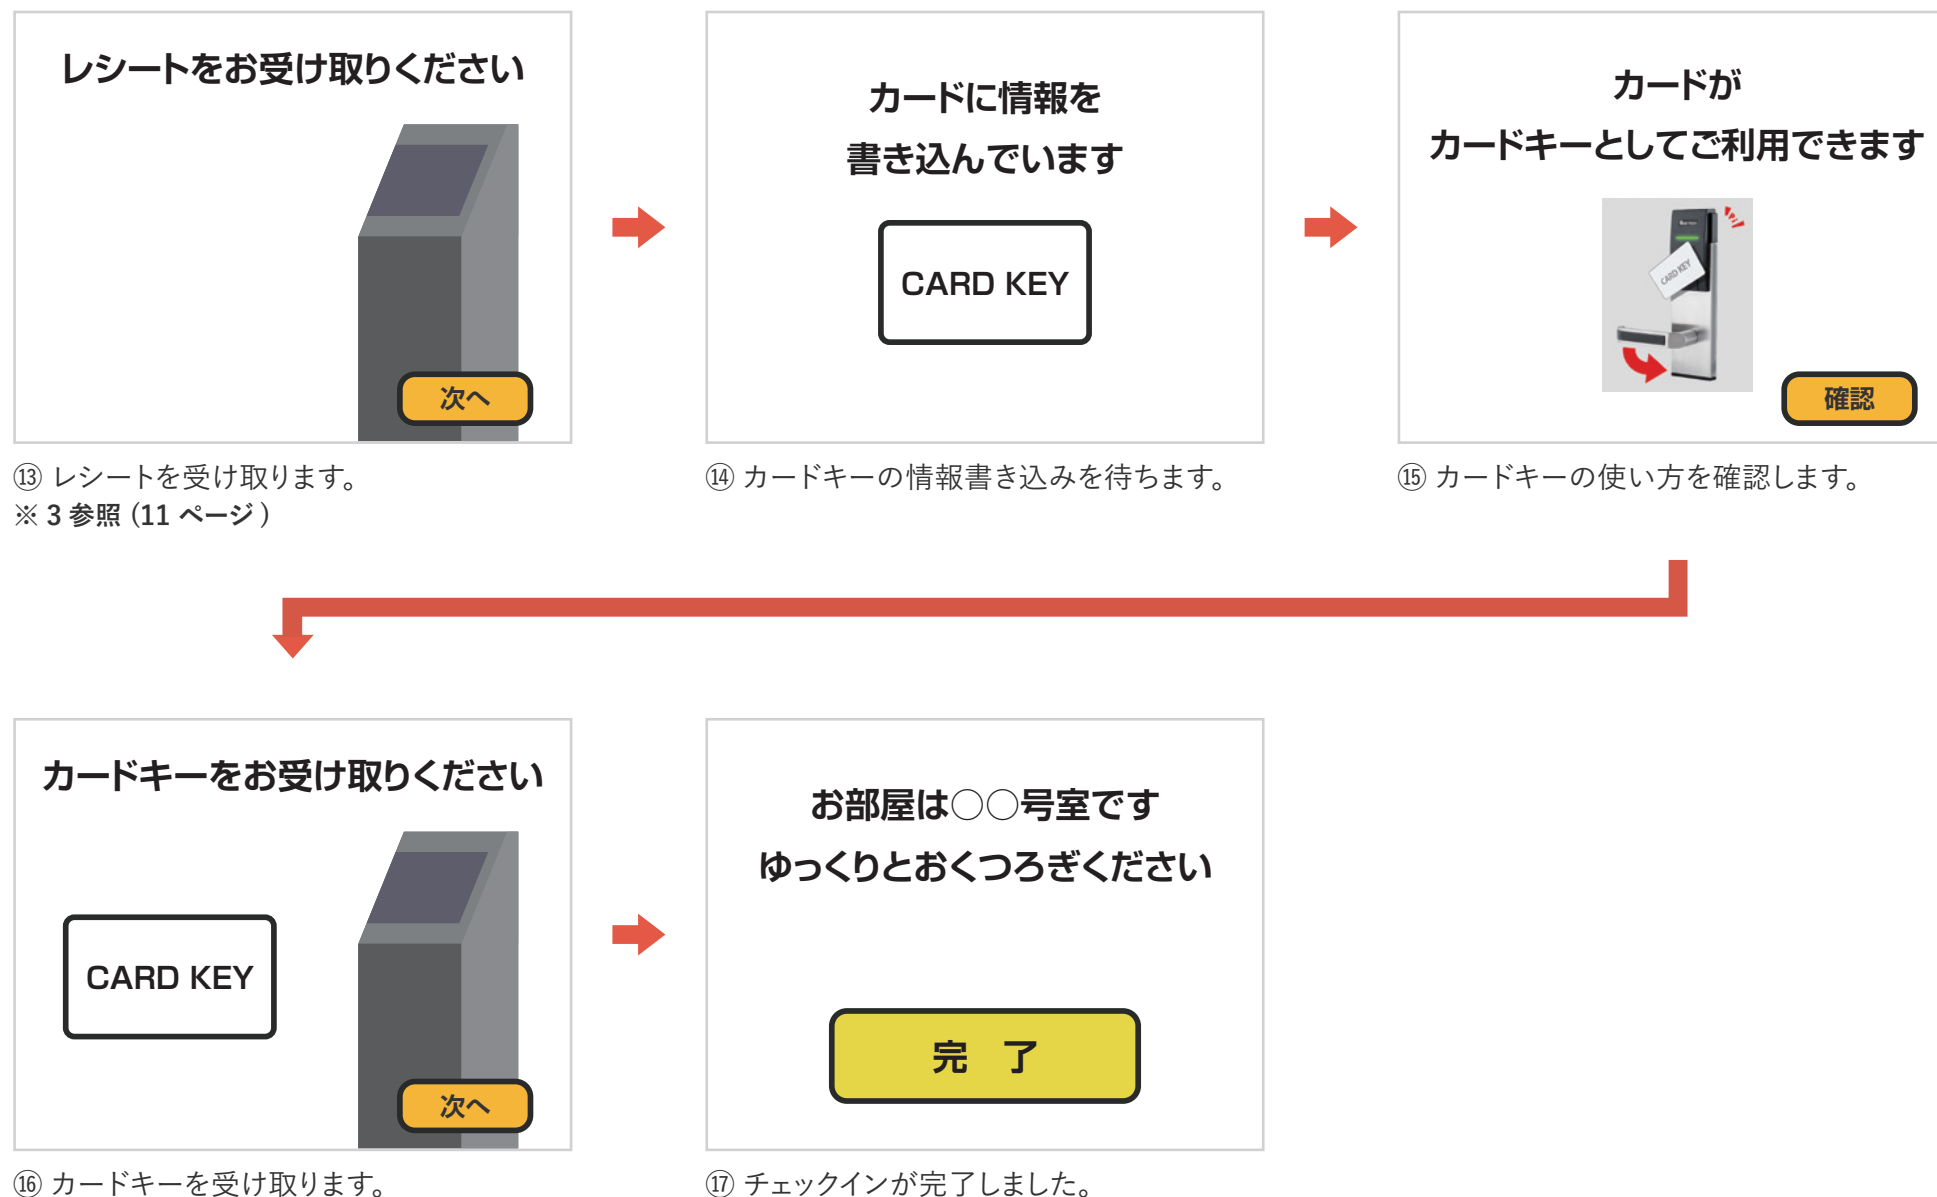 レシートをお受け取りください
次へ
⑬ レシートを受け取ります。
※ 3 参照 (11 ページ )
カードに情報を
書き込んでいます
CARD KEY
⑭ カードキーの情報書き込みを待ちます。
カードが
カードキーとしてご利用できます
CARD KEY
確認
⑮ カードキーの使い方を確認します。
カードキーをお受け取りください
CARD KEY
次へ
⑯ カードキーを受け取ります。
お部屋は○○号室です
ゆっくりとおくつろぎください
完 了
⑰ チェックインが完了しました。